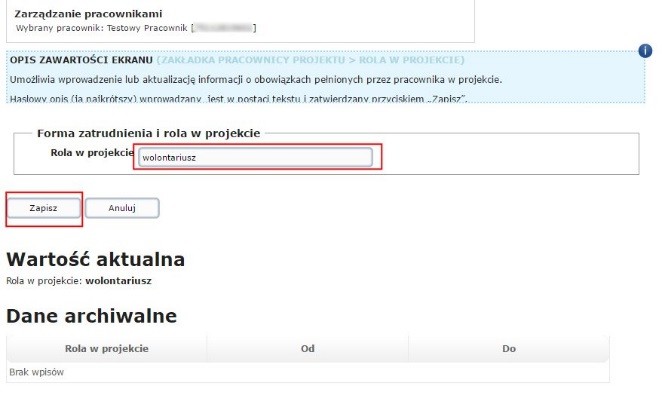 Zarządzanie pracownikami
Wybrany pracownik: Testowy Pracownik [ ]
OPIS ZAWARTOŚCI EKRANU (ZAKŁADKA PRACOWNICY PROJEKTU > ROLA W PROJEKCIE)
Umożliwia wprowadzenie lub aktualizację informacji o obowiązkach pełnionych przez pracownika w projekcie.
Hasłowy opis (ja najkrótszy) wprowadzany jest w postaci tekstu i zatwierdzany przyciskiem „Zapisz”.
Forma zatrudnienia i rola w projekcie
Rola w projekcie wolontariusz
Zapisz Anuluj
Wartość aktualna
Rola w projekcie: wolontariusz
Dane archiwalne
Rola w projekcie Od Do
Brak wpisów